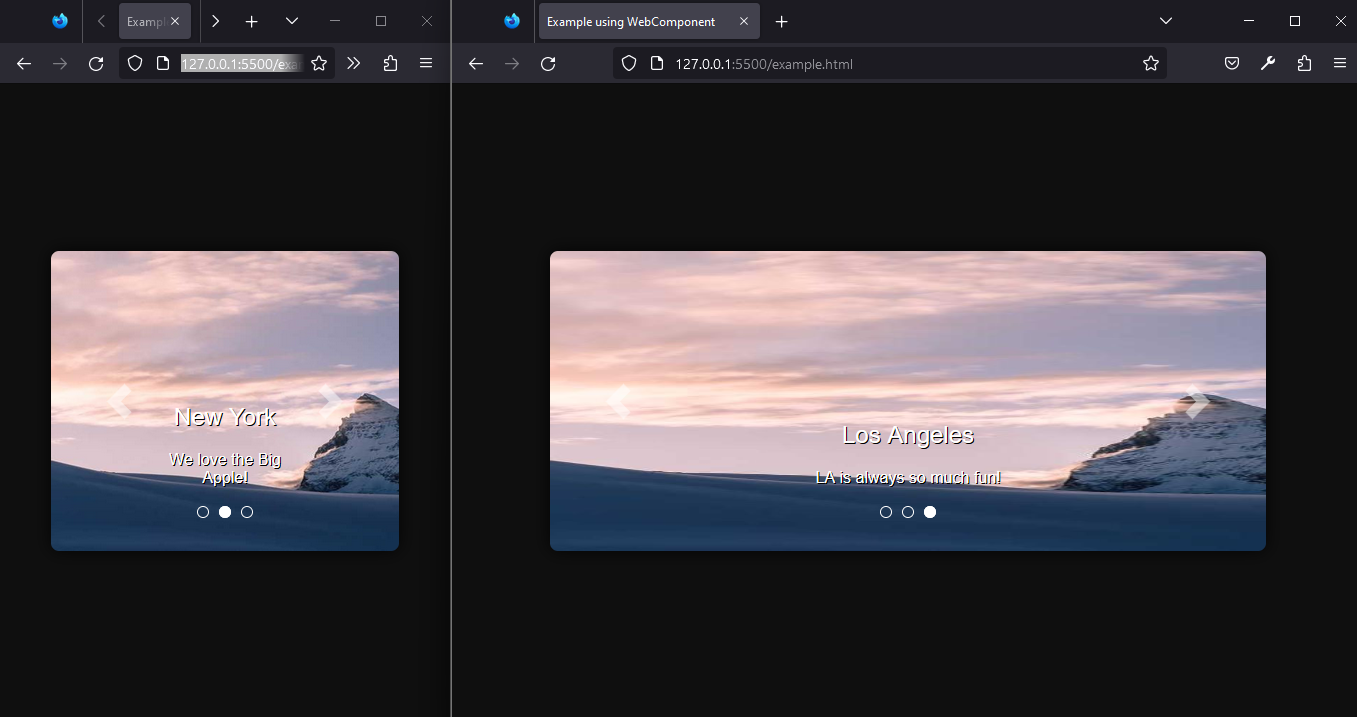 Exampl
127.0.0.1:5500/exa
New York
We love the Big
Apple!
Example using WebComponent
127.0.0.1:5500/example.html
Los Angeles
LA is always so much fun!